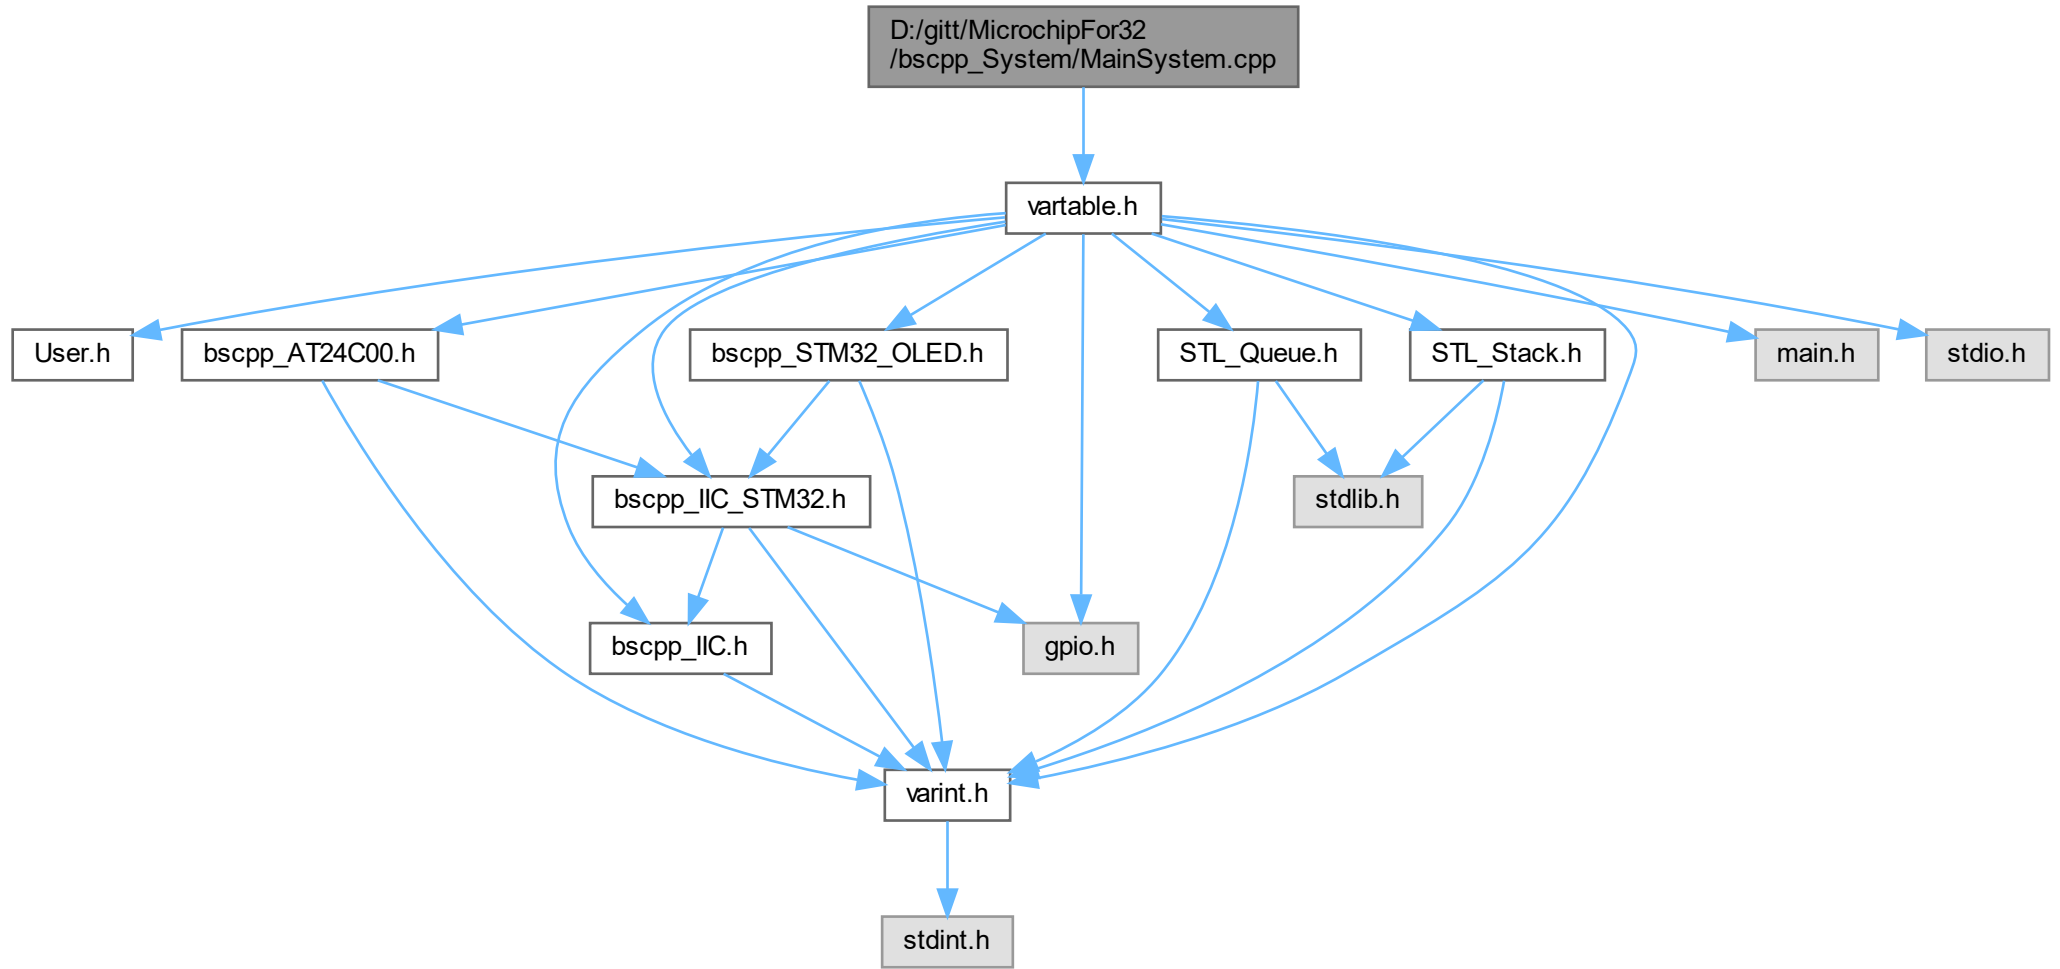 D:/gitt/MicrochipFor32
/bscpp_System/MainSystem.cpp
vartable.h
User.h
bscpp_AT24C00.h
bscpp_STM32_OLED.h
STL_Queue.h
STL_Stack.h
main.h
stdio.h
bscpp_IIC_STM32.h
stdlib.h
bscpp_IIC.h
gpio.h
varint.h
stdint.h